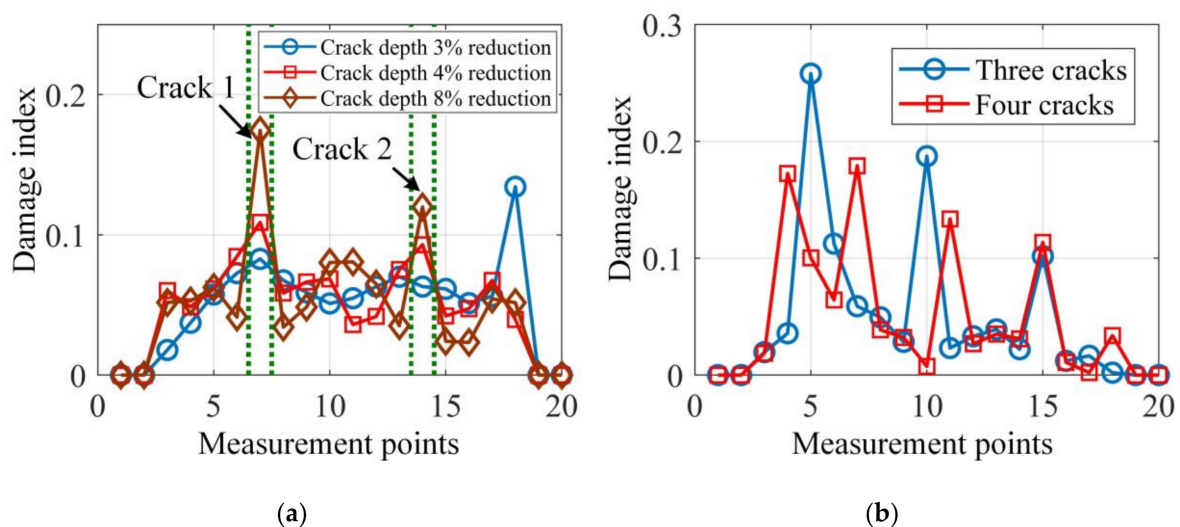 Crack depth 3% reduction
Crack depth 4% reduction
Crack depth 8% reduction
Crack 1
Crack 2
0.2
0.1
0
Damage index
0 5 10 15 20
Measurement points
(a)
Three cracks
Four cracks
0.3
0.2
0.1
0
Damage index
0 5 10 15 20
Measurement points
(b)